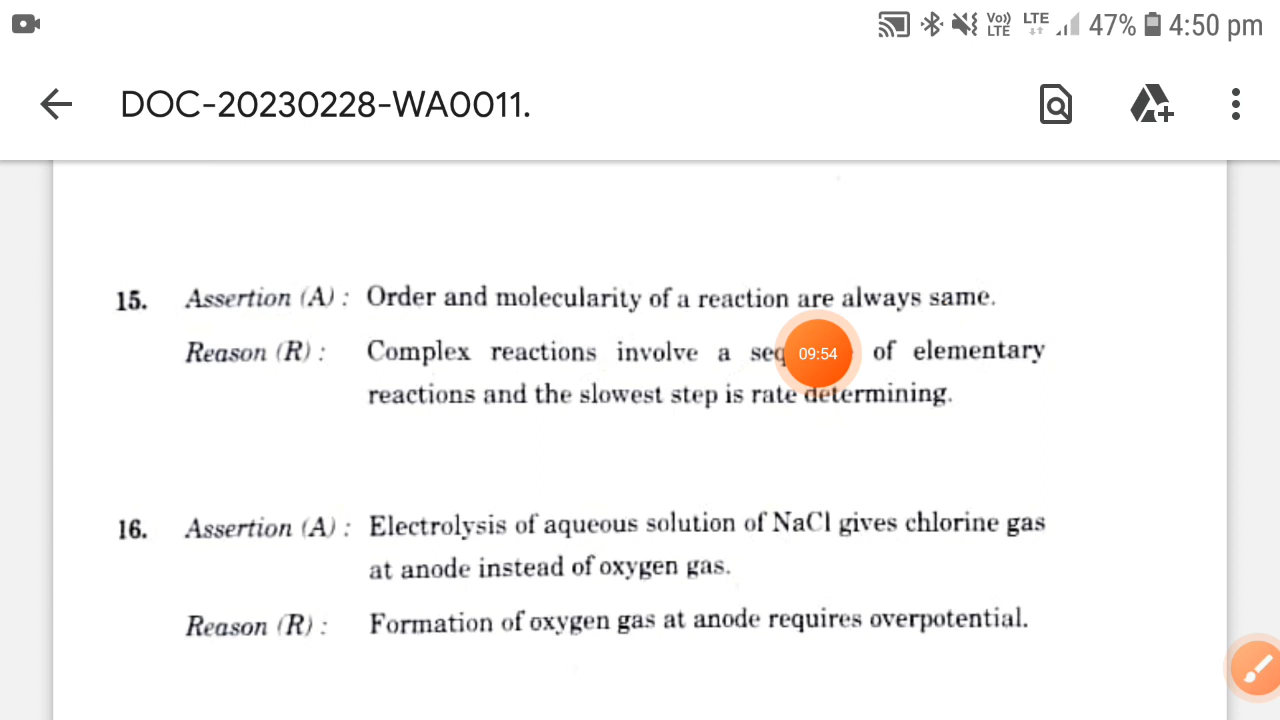 Vo)) LTE LTE 47% 4:50 pm
DOC-20230228-WA0011.
15. Assertion (A) : Order and molecularity of a reaction are always same.
Reason (R) : Complex reactions involve a seq 09:54 of elementary
reactions and the slowest step is rate determining.
16. Assertion (A) : Electrolysis of aqueous solution of NaCl gives chlorine gas
at anode instead of oxygen gas.
Reason (R) : Formation of oxygen gas at anode requires overpotential.